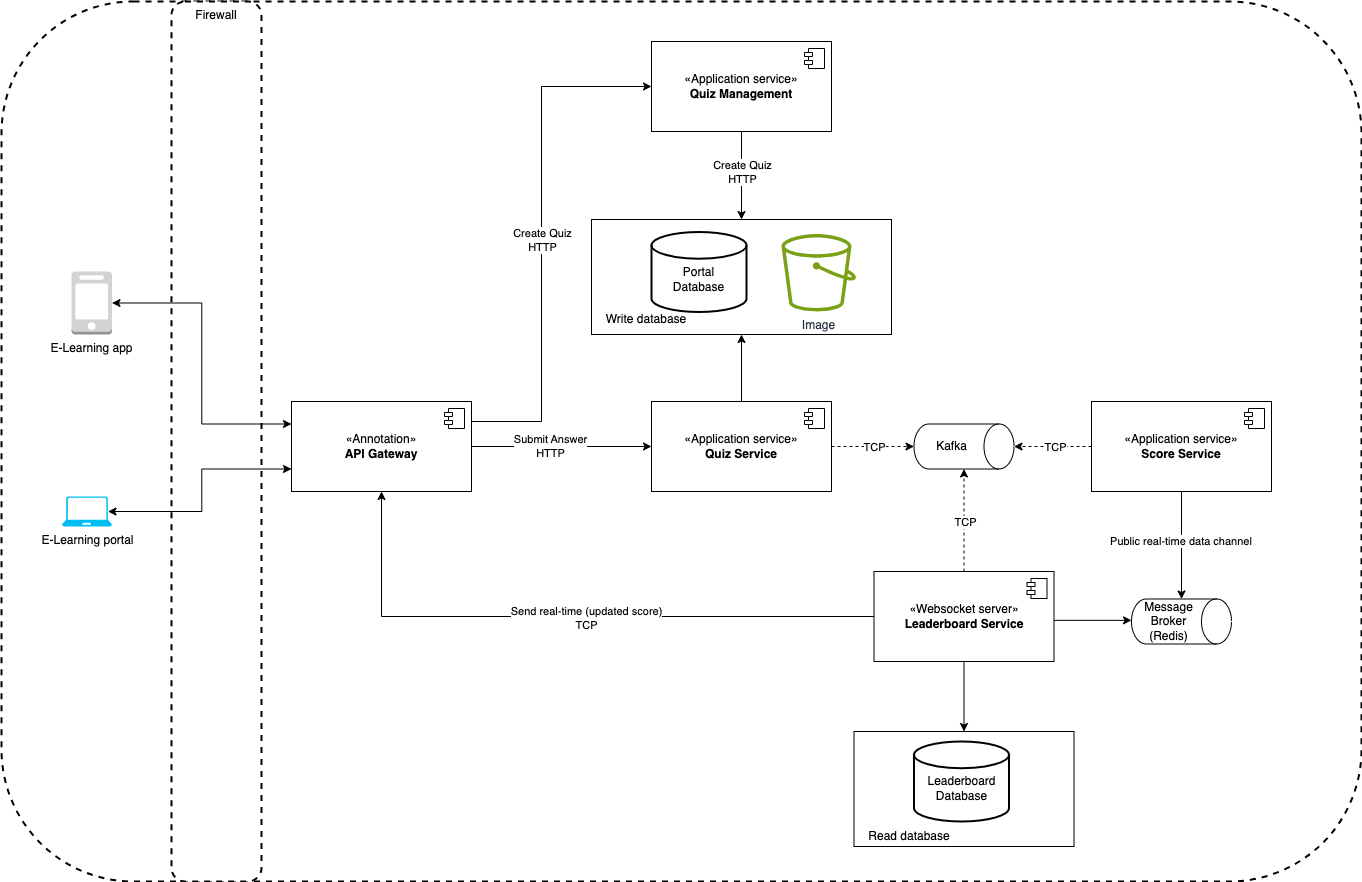 Firewall
«Application service»
Quiz Management
Create Quiz
HTTP
Create Quiz
HTTP
Portal
Database
Write database
Image
E-Learning app
«Annotation»
API Gateway
Submit Answer
HTTP
«Application service»
Quiz Service
TCP
Kafka
TCP
«Application service»
Score Service
E-Learning portal
TCP
Public real-time data channel
Send real-time (updated score)
TCP
«Websocket server»
Leaderboard Service
Message
Broker
(Redis)
Leaderboard
Database
Read database